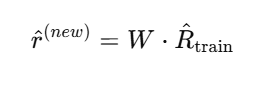 r̂^(new) = W · R̂_train